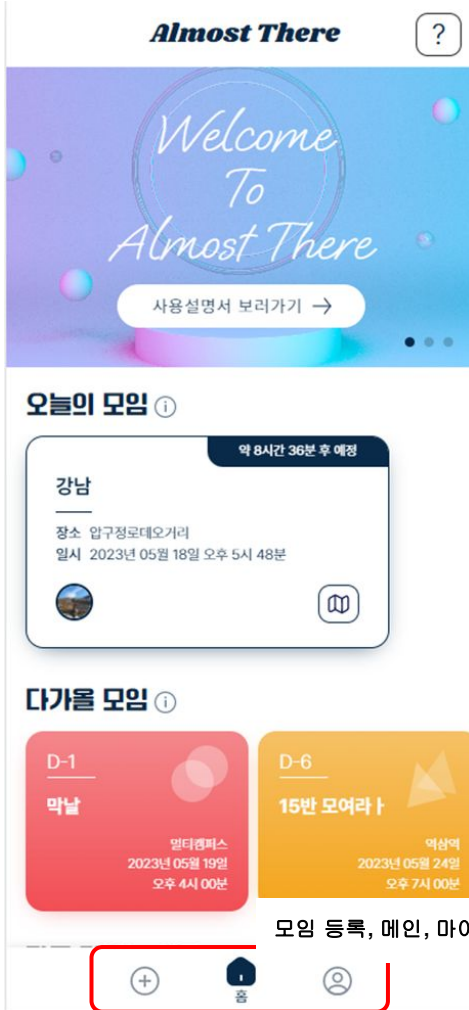 Almost There
?
Welcome
To
Almost There
사용설명서 보러가기 →
오늘의 모임
약 8시간 36분 후 예정
강남
장소 압구정로데오거리
일시 2023년 05월 18일 오후 5시 48분
다가올 모임
D-1
막날
멀티캠퍼스
2023년 05월 19일
오후 4시 00분
D-6
15반 모여라ㅏ
역삼역
2023년 05월 24일
오후 7시 00분
모임 등록, 메인, 마이
홈